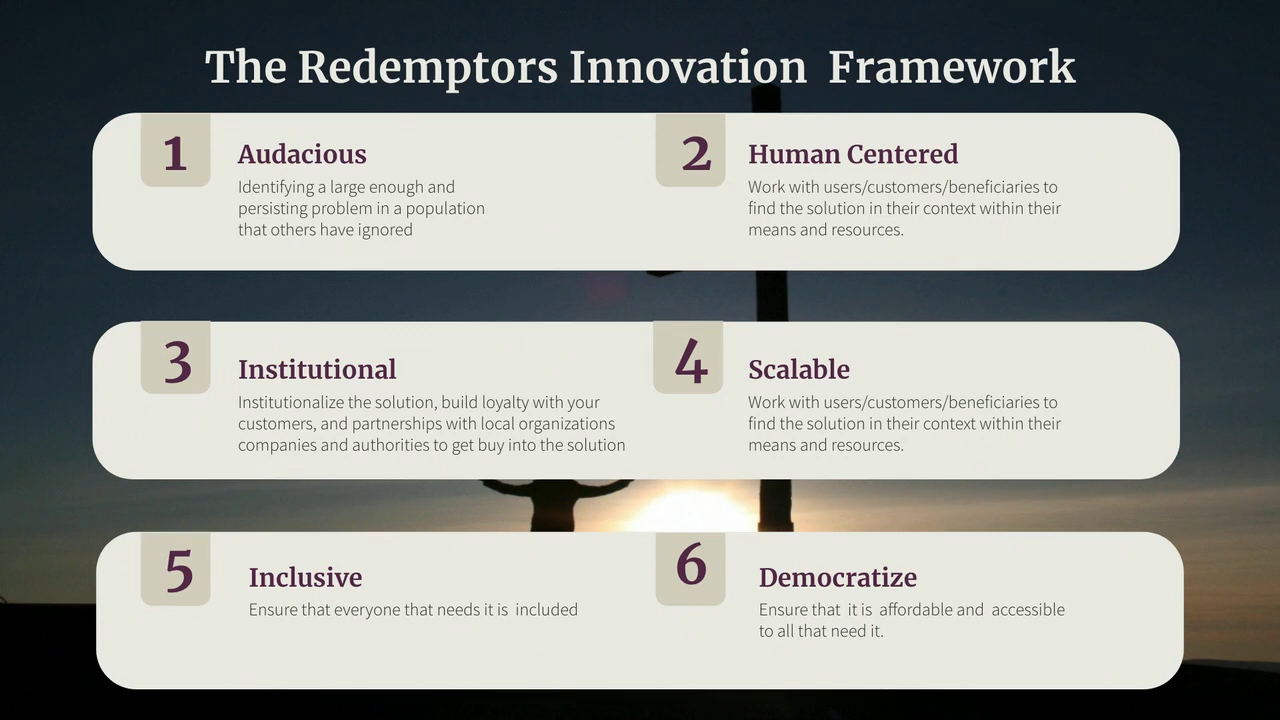 The Redemptors Innovation  Framework
1
Audacious
Identifying a large enough and
persisting problem in a population
that others have ignored
2
Human Centered
Work with users/customers/beneficiaries to
find the solution in their context within their
means and resources.
3
Institutional
Institutionalize the solution, build loyalty with your
customers, and partnerships with local organizations
companies and authorities to get buy into the solution
4
Scalable
Work with users/customers/beneficiaries to
find the solution in their context within their
means and resources.
5
Inclusive
Ensure that everyone that needs it is  included
6
Democratize
Ensure that  it is  affordable and  accessible
to all that need it.